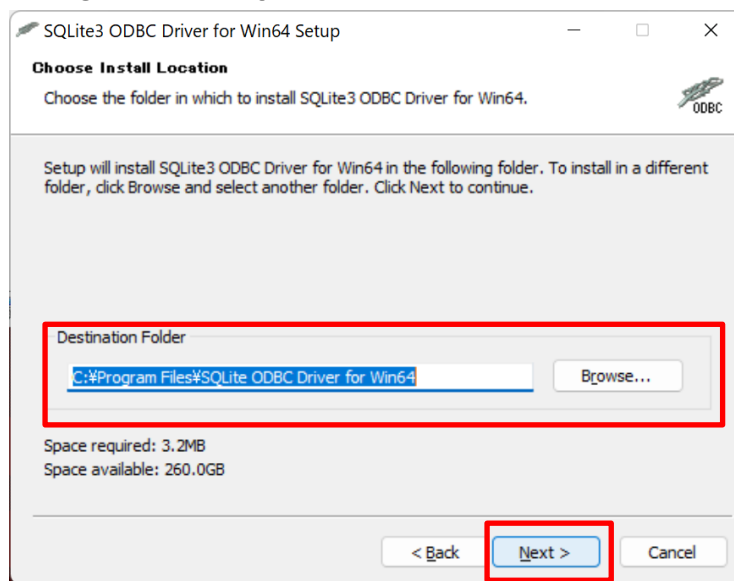 SQLite3 ODBC Driver for Win64 Setup
Choose Install Location
Choose the folder in which to install SQLite3 ODBC Driver for Win64.
ODBC
Setup will install SQLite3 ODBC Driver for Win64 in the following folder. To install in a different
folder, click Browse and select another folder. Click Next to continue.
Destination Folder
C:¥Program Files¥SQLite ODBC Driver for Win64
Browse...
Space required: 3.2MB
Space available: 260.0GB
< Back
Next >
Cancel